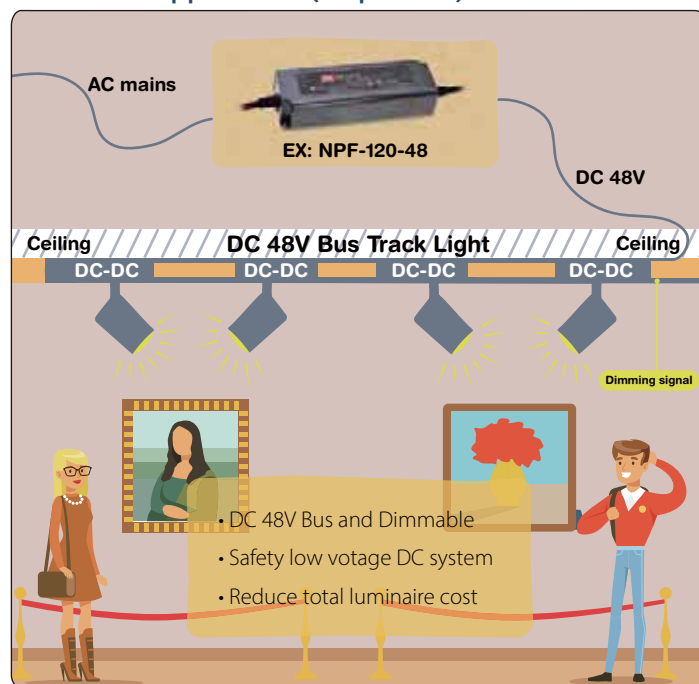 AC mains
EX: NPF-120-48
DC 48V
Ceiling
DC 48V Bus Track Light
Ceiling
DC-DC
DC-DC
DC-DC
DC-DC
Dimming signal
• DC 48V Bus and Dimmable
• Safety low votage DC system
• Reduce total luminaire cost